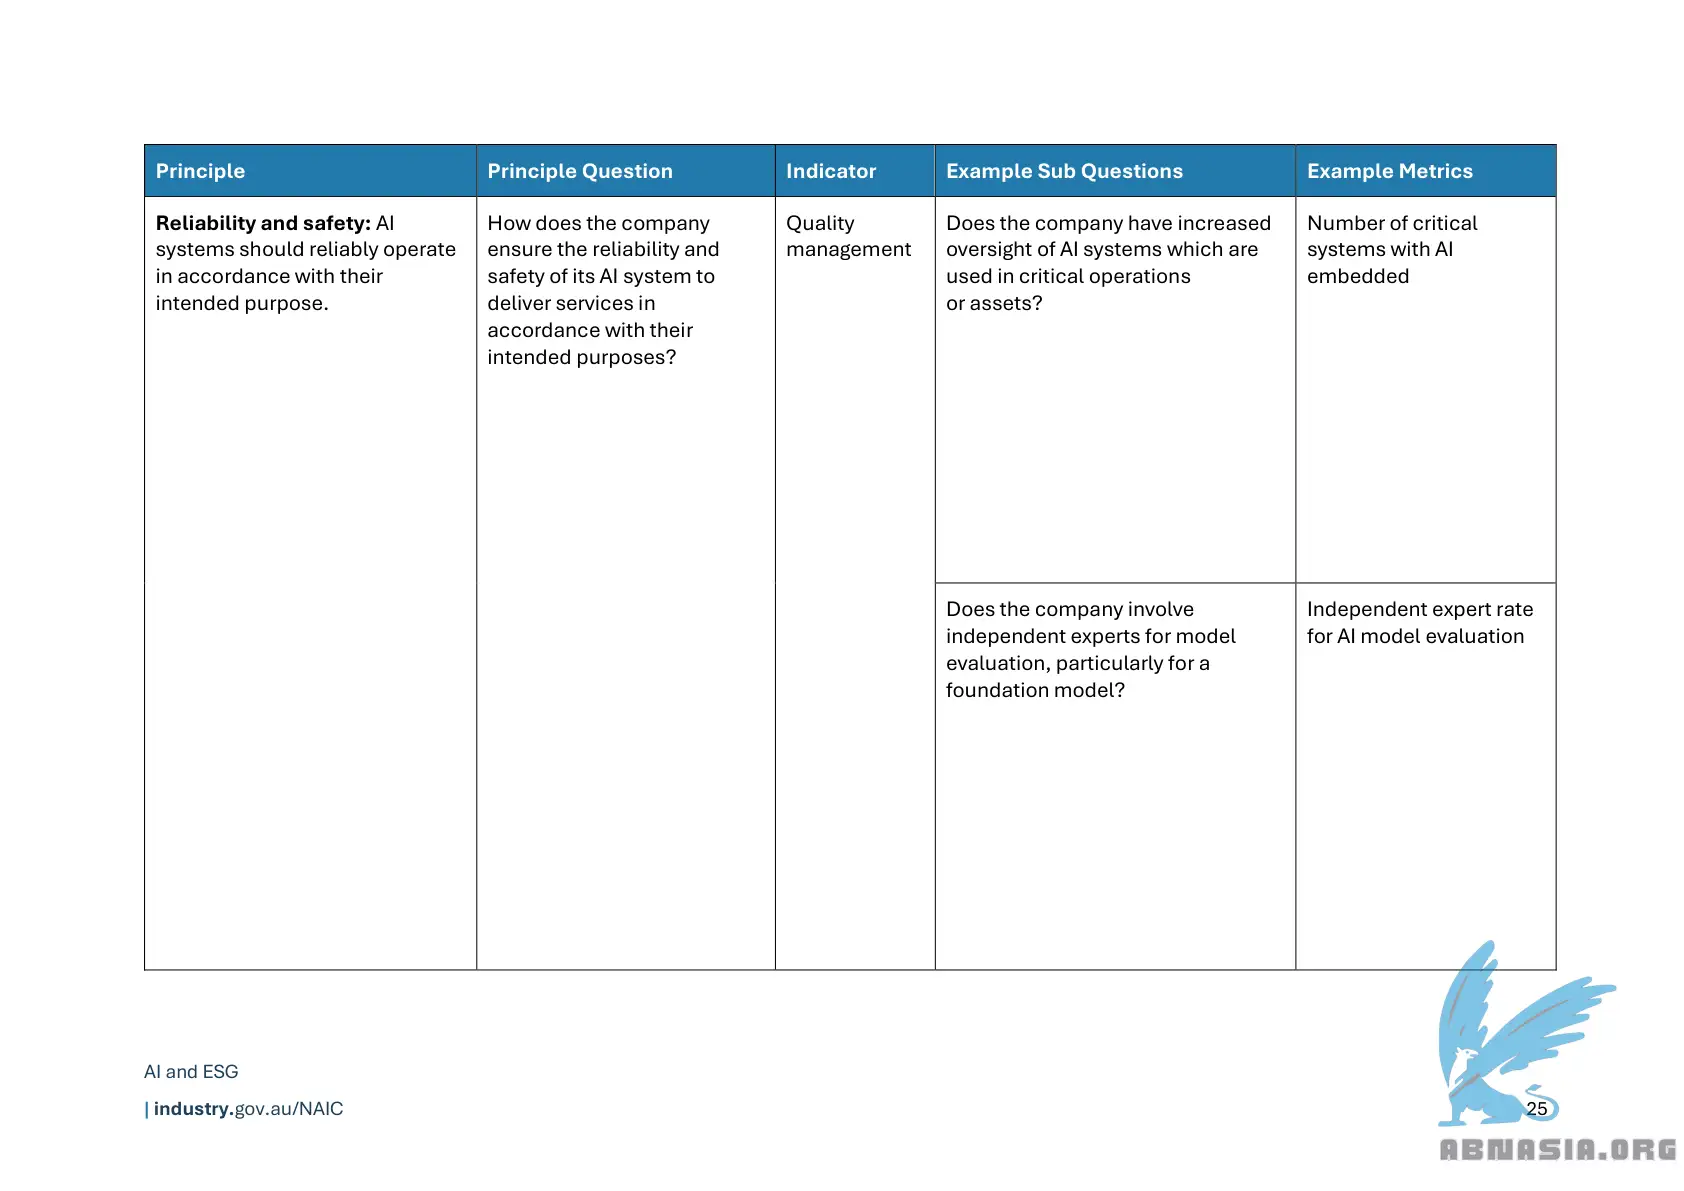 Principle
Principle Question
Indicator
Example Sub Questions
Example Metrics
Reliability and safety: AI
systems should reliably operate
in accordance with their
intended purpose.
How does the company
ensure the reliability and
safety of its AI system to
deliver services in
accordance with their
intended purposes?
Quality
management
Does the company have increased
oversight of AI systems which are
used in critical operations
or assets?
Number of critical
systems with AI
embedded
Does the company involve
independent experts for model
evaluation, particularly for a
foundation model?
Independent expert rate
for AI model evaluation
AI and ESG
| industry.gov.au/NAIC
25
ABNASIA.ORG